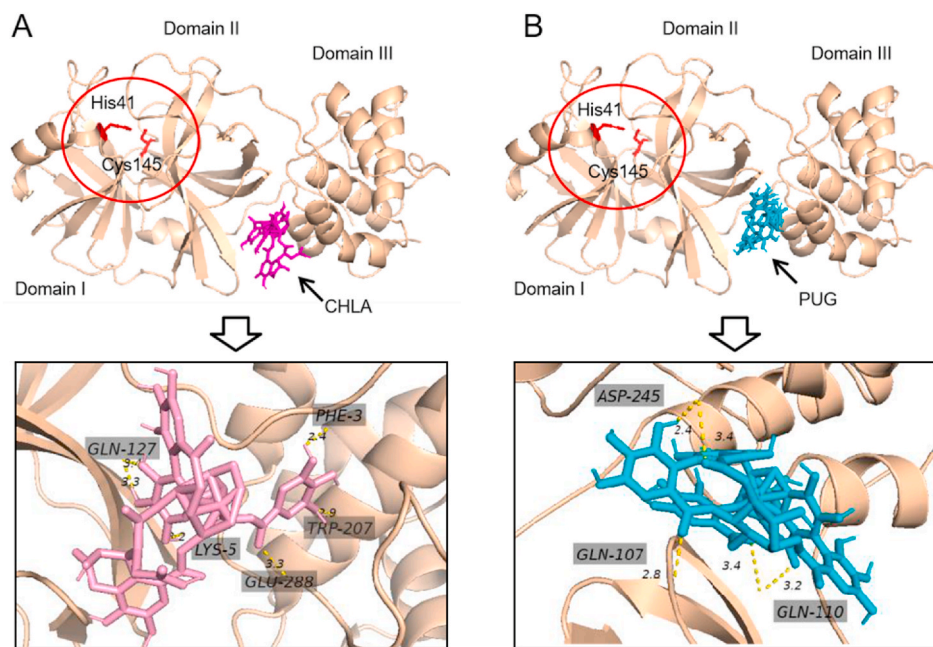 A
Domain II
Domain III
His41
Cys145
Domain I
CHLA
PHE-3
2.4
GLN-127
3.3
2.9
TRP-207
LYS-5
3.3
GLU-288
B
Domain II
Domain III
His41
Cys145
Domain I
PUG
ASP-245
2.4
3.4
GLN-107
2.8
3.4
3.2
GLN-110